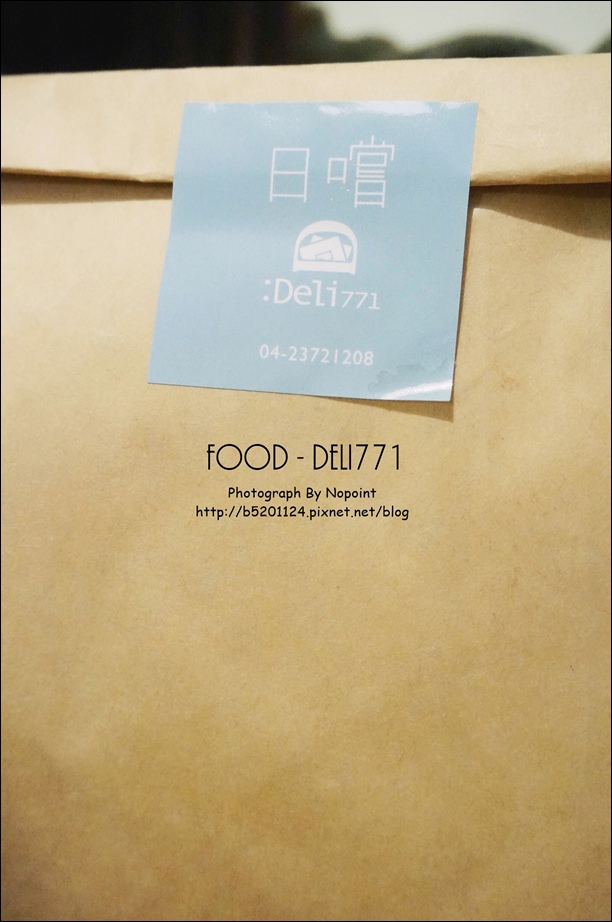 日嚐
:Deli771
04-23721208
FOOD - DELI771
Photograph By Nopoint
http://b5201124.pixnet.net/blog